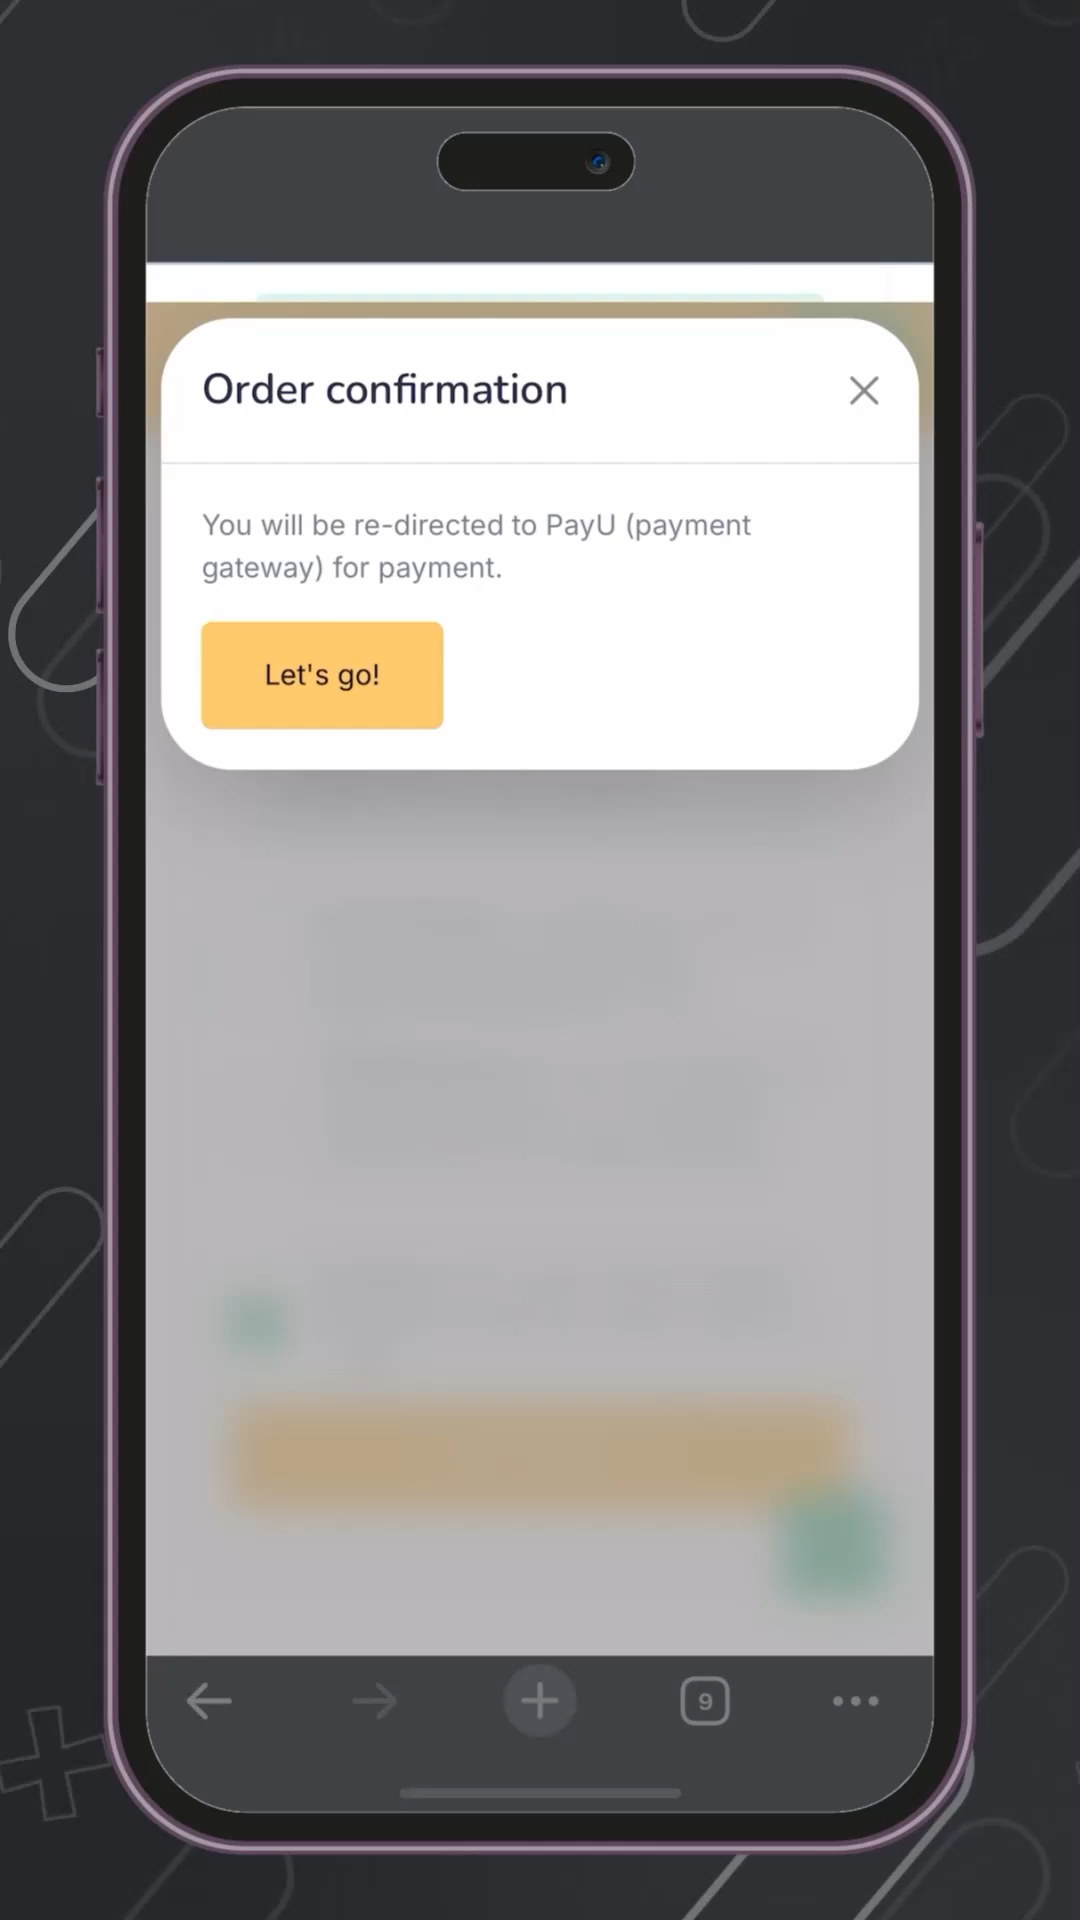 Order confirmation
You will be re-directed to PayU (payment
gateway) for payment.
Let's go!
9